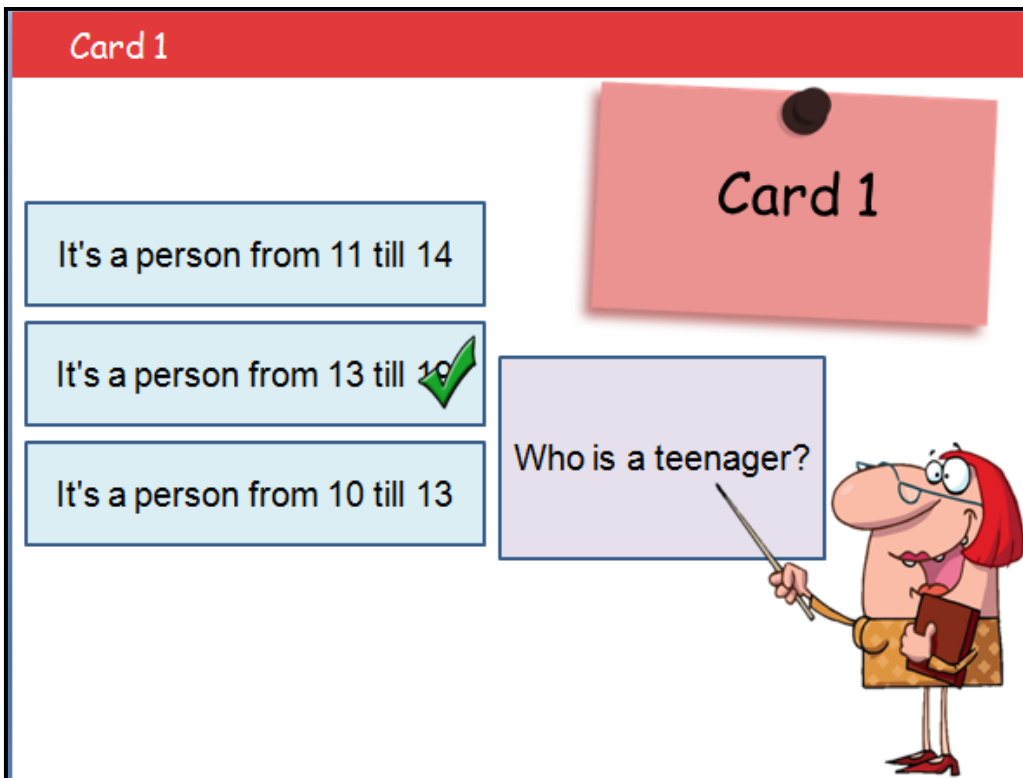 Card 1
Card 1
It's a person from 11 till 14
It's a person from 13 till 19
It's a person from 10 till 13
Who is a teenager?